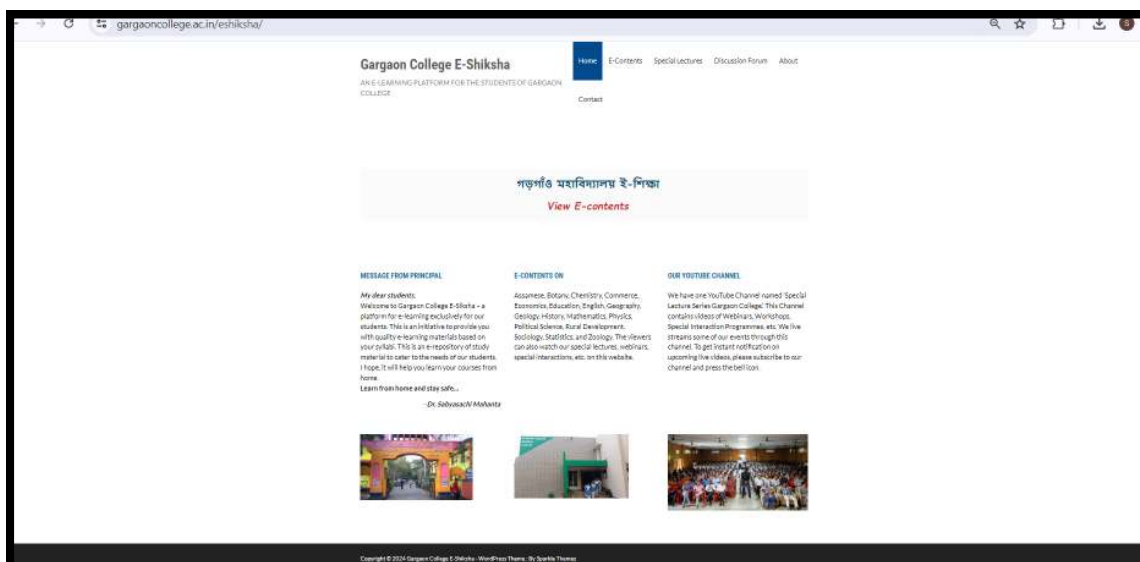 gargaoncollege.ac.in/eshiksha/
Gargaon College E-Shiksha
AN E-LEARNING PLATFORM FOR THE STUDENTS OF GARGAON
COLLEGE
Home
E-Contents
Special Lectures
Discussion Forum
About
Contact
গড়গাঁও মহাবিদ্যালয় ই-শিক্ষা
View E-contents
MESSAGE FROM PRINCIPAL
My dear students,
Welcome to Gargaon College E-Shiksha – a
platform for e-learning exclusively for our
students. This is an initiative to provide you
with quality e-learning materials based on
your syllabi. This is an e-repository of study
material to cater to the needs of our students.
I hope, it will help you learn your courses from
home.
Learn from home and stay safe...
-Dr. Sabyasachi Mahanta
E-CONTENTS ON
Assamese, Botany, Chemistry, Commerce,
Economics, Education, English, Geography,
Geology, History, Mathematics, Physics,
Political Science, Rural Development,
Sociology, Statistics, and Zoology. The viewers
can also watch our special lectures, webinars,
special interactions, etc. on this website.
OUR YOUTUBE CHANNEL
We have one YouTube Channel named 'Special
Lecture Series Gargaon College'. This Channel
contains videos of Webinars, Workshops,
Special Interaction Programmes, etc. We live
streams some of our events through this
channel. To get instant notification on
upcoming live videos, please subscribe to our
channel and press the bell icon.
Copyright © 2024 Gargaon College E-Shiksha - WordPress Theme : By Sparkle Themes